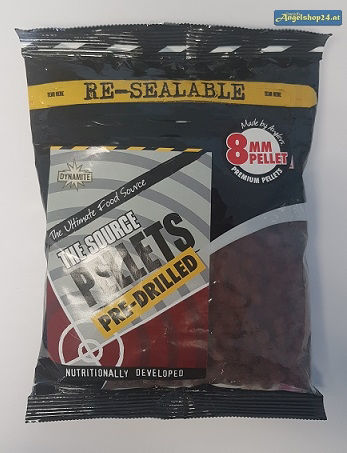 Angelshop24.at
RE-SEALABLE
TEAR HERE
TEAR HERE
Made by Anglers
8MM
PELLET
PREMIUM PELLETS
DYNAMITE
The Ultimate Food Source
THE SOURCE
PELLETS
PRE-DRILLED
NUTRITIONALLY DEVELOPED